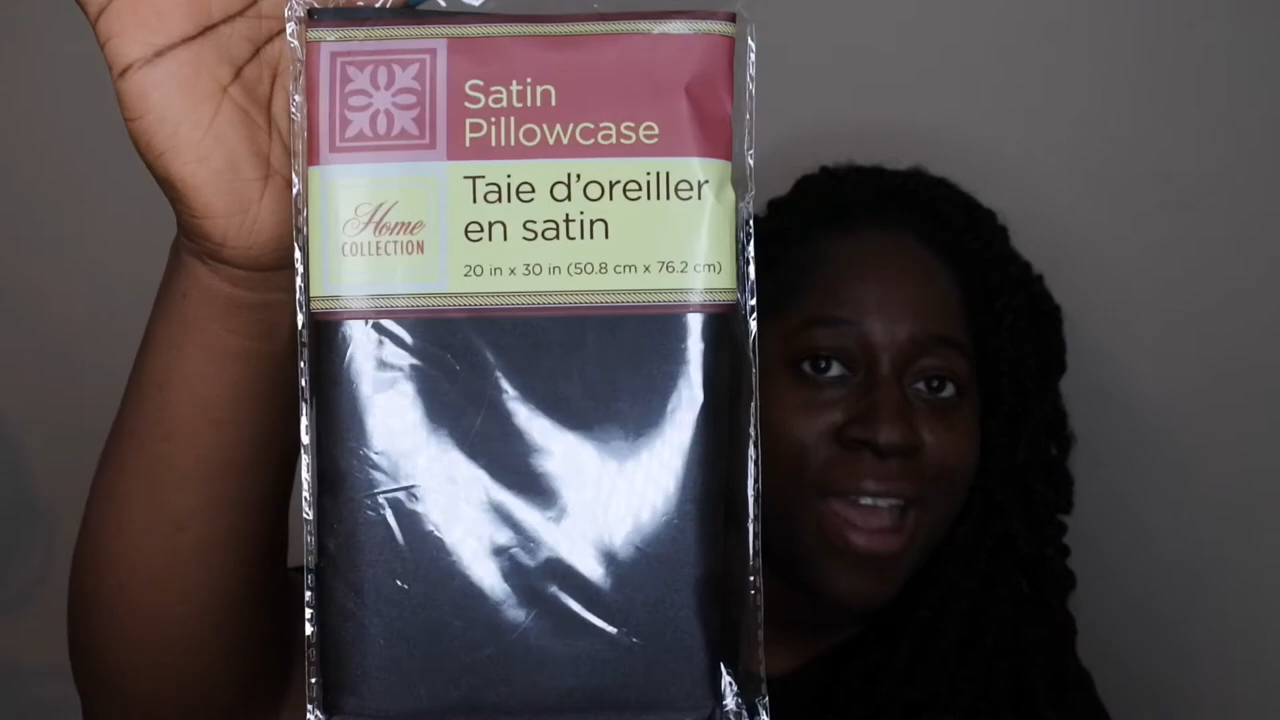 Satin
Pillowcase
Taie d'oreiller
en satin
Home
COLLECTION
20 in x 30 in (50.8 cm x 76.2 cm)